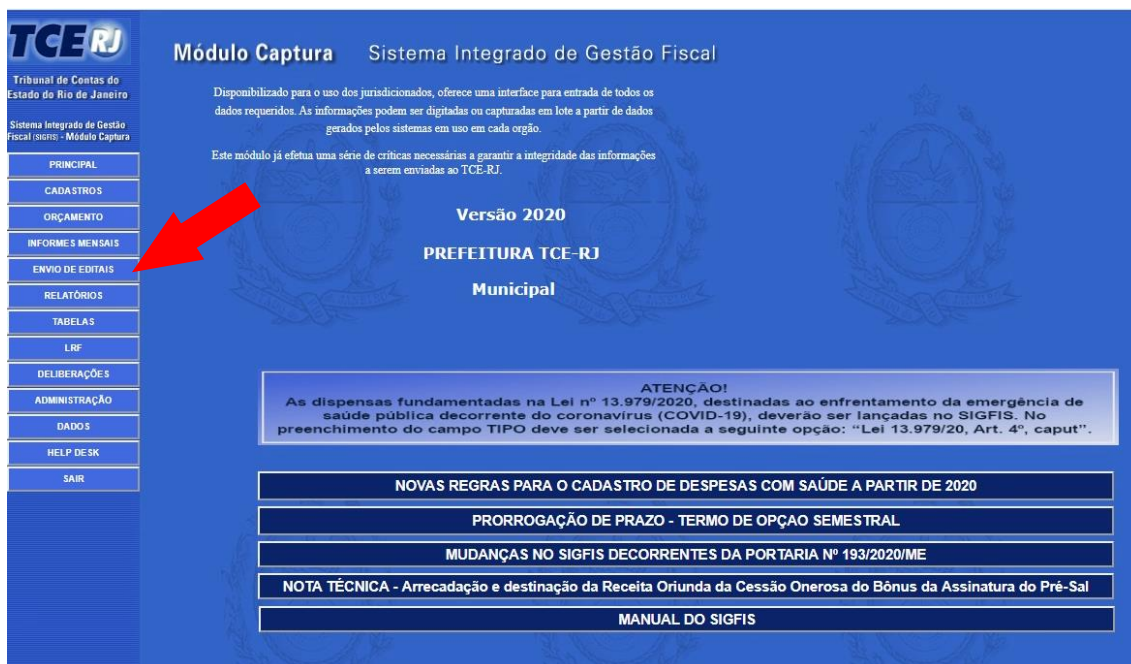 TCE RJ
Tribunal de Contas do
Estado do Rio de Janeiro
Sistema Integrado de Gestão
Fiscal (SIGFIS) - Módulo Captura
PRINCIPAL
CADASTROS
ORÇAMENTO
INFORMES MENSAIS
ENVIO DE EDITAIS
RELATÓRIOS
TABELAS
LRF
DELIBERAÇÕES
ADMINISTRAÇÃO
DADOS
HELP DESK
SAIR
Módulo Captura Sistema Integrado de Gestão Fiscal
Disponibilizado para o uso dos jurisdicionados, oferece uma interface para entrada de todos os
dados requeridos. As informações podem ser digitadas ou capturadas em lote a partir de dados
gerados pelos sistemas em uso em cada orgão.
Este módulo já efetua uma série de críticas necessárias a garantir a integridade das informações
a serem enviadas ao TCE-RJ.
Versão 2020
PREFEITURA TCE-RJ
Municipal
ATENÇÃO!
As dispensas fundamentadas na Lei nº 13.979/2020, destinadas ao enfrentamento da emergência de
saúde pública decorrente do coronavírus (COVID-19), deverão ser lançadas no SIGFIS. No
preenchimento do campo TIPO deve ser selecionada a seguinte opção: “Lei 13.979/20, Art. 4º, caput”.
NOVAS REGRAS PARA O CADASTRO DE DESPESAS COM SAÚDE A PARTIR DE 2020
PRORROGAÇÃO DE PRAZO - TERMO DE OPÇAO SEMESTRAL
MUDANÇAS NO SIGFIS DECORRENTES DA PORTARIA Nº 193/2020/ME
NOTA TÉCNICA - Arrecadação e destinação da Receita Oriunda da Cessão Onerosa do Bônus da Assinatura do Pré-Sal
MANUAL DO SIGFIS